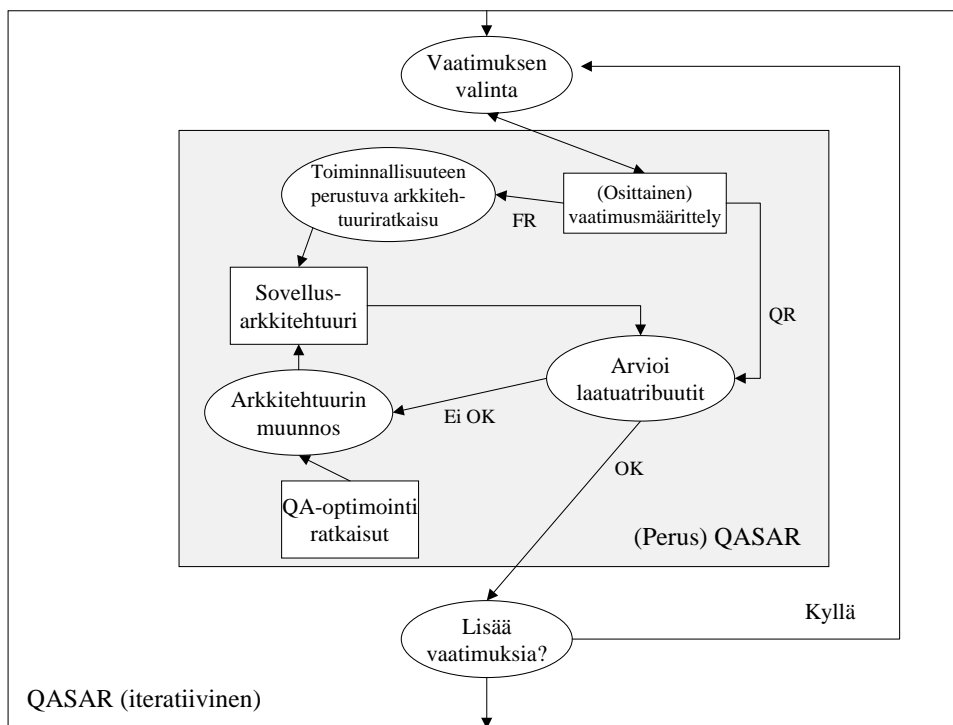 Vaatimuksen
valinta
Toiminnallisuuteen
perustuva arkkiteh-
tuuriratkaisu
(Osittainen)
vaatimusmäärittely
FR
Sovellus-
arkkitehtuuri
QR
Arvioi
laatuatribuutit
Arkkitehtuurin
muunnos
Ei OK
OK
QA-optimointi
ratkaisut
(Perus) QASAR
Kyllä
Lisää
vaatimuksia?
QASAR (iteratiivinen)